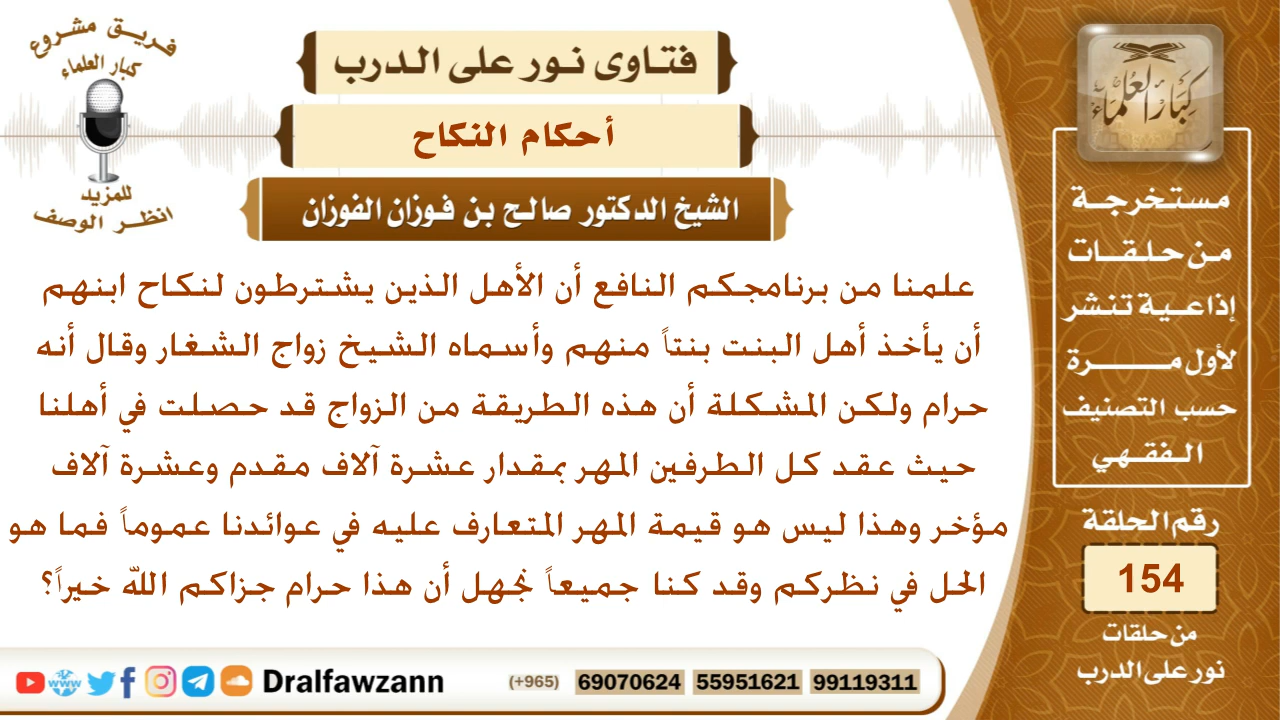 فريق مشروع
كبار العلماء
للمزيد
انظر الوصف
فتاوى نور على الدرب
أحكام النكاح
الشيخ الدكتور صالح بن فوزان الفوزان
علمنا من برنامجكم النافع أن الأهل الذين يشترطون لنكاح ابنهم
أن يأخذ أهل البنت بنتاً منهم وأسماه الشيخ زواج الشغار وقال أنه
حرام ولكن المشكلة أن هذه الطريقة من الزواج قد حصلت في أهلنا
حيث عقد كل الطرفين المهر بمقدار عشرة آلاف مقدم وعشرة آلاف
مؤخر وهذا ليس هو قيمة المهر المتعارف عليه في عوائدنا عموماً فما هو
الحل في نظركم وقد كنا جميعاً نجهل أن هذا حرام جزاكم الله خيراً؟
كبار العلماء
مستخرجة
من حلقات
إذاعية تنشر
لأول مرة
حسب التصنيف
الفقهي
رقم الحلقة
154
من حلقات
نور على الدرب
Dralfawzann (+965) 69070624 55951621 99119311